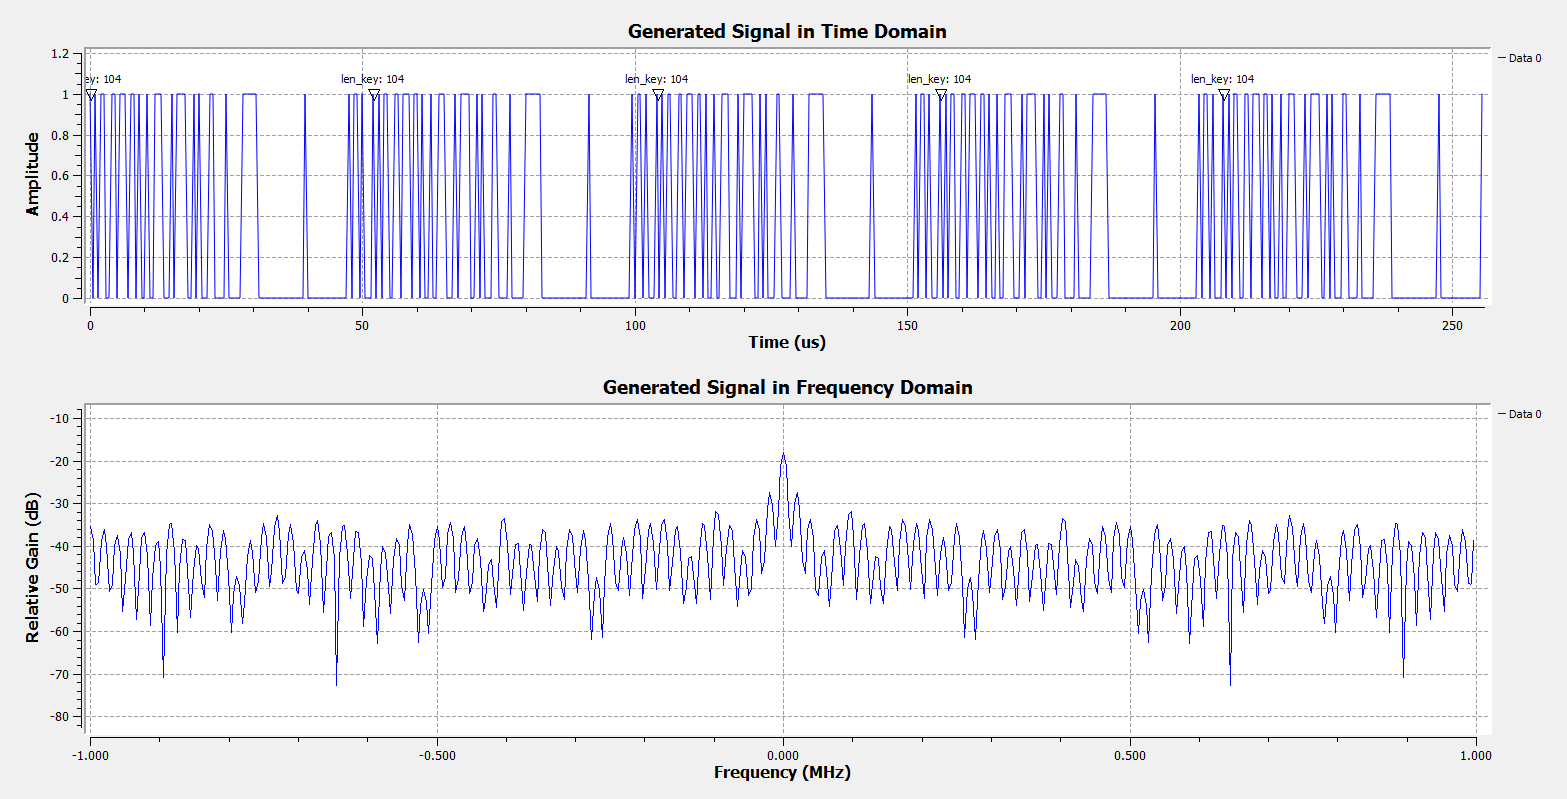 Generated Signal in Time Domain
Data 0
1.2
ey: 104
len_key: 104
len_key: 104
len_key: 104
len_key: 104
1
0.8
0.6
0.4
0.2
0
Amplitude
0
50
100
150
200
250
Time (us)
Generated Signal in Frequency Domain
Data 0
-10
-20
-30
-40
-50
-60
-70
-80
Relative Gain (dB)
-1.000
-0.500
0.000
0.500
1.000
Frequency (MHz)